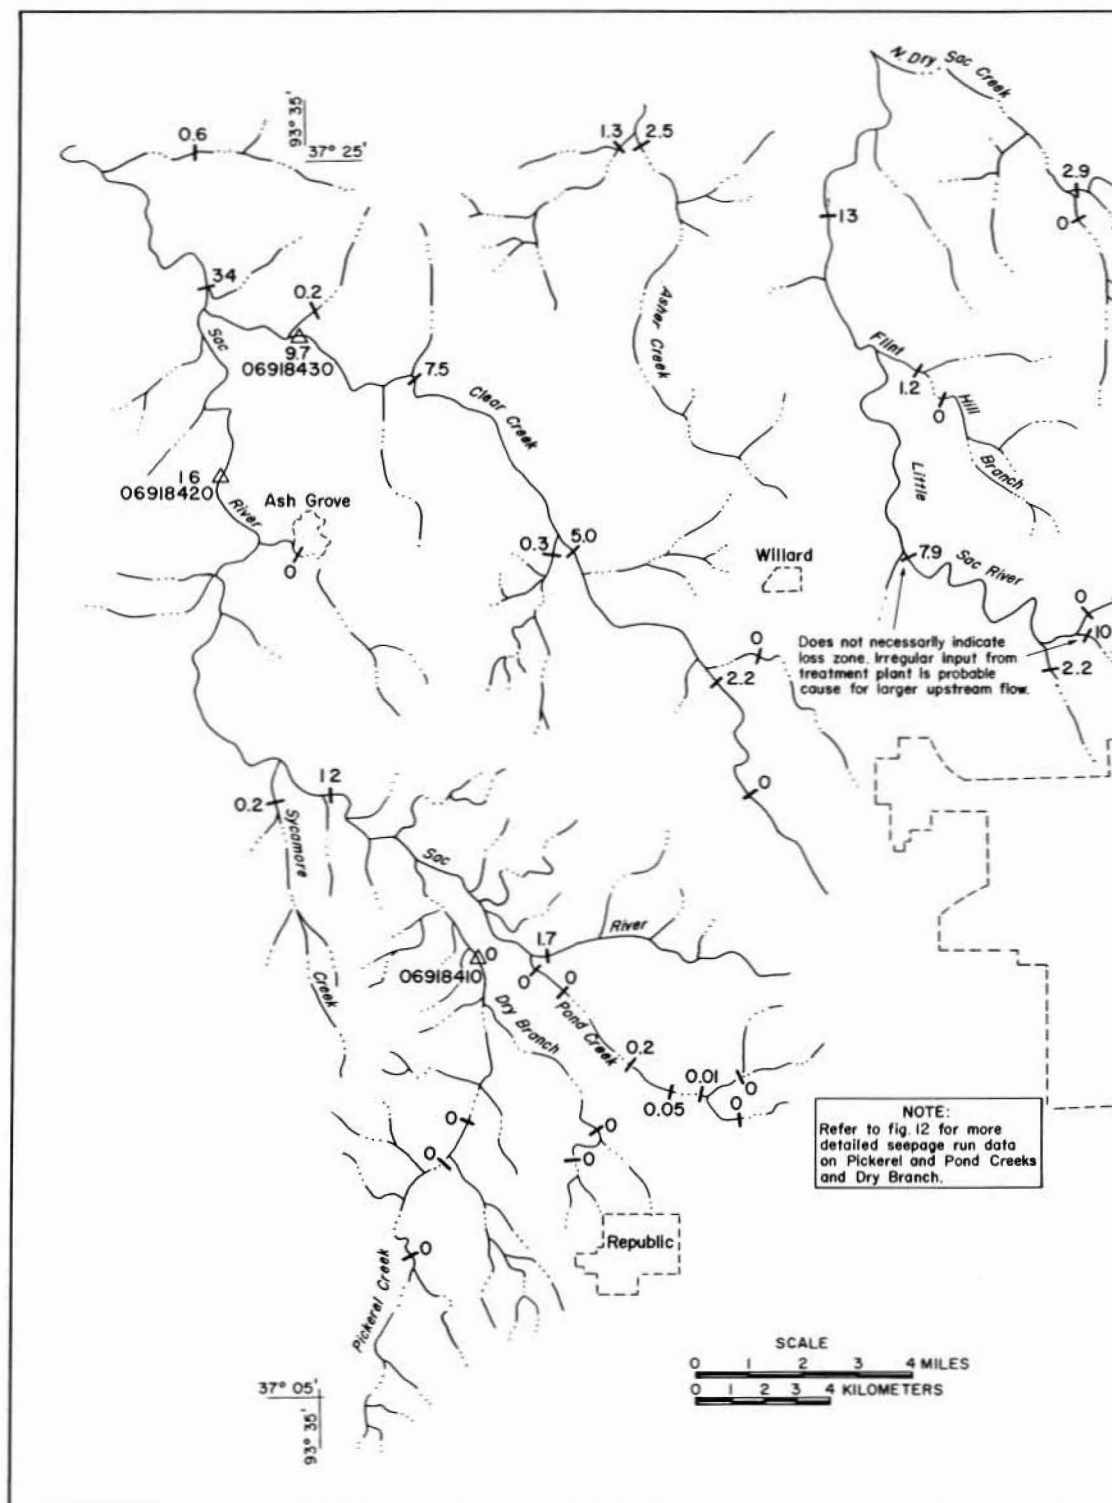 N. Dry Sac Creek
93° 35'
37° 25'
0.6
1.3
2.5
2.9
0
13
34
0.2
Sac
9.7
06918430
7.5
Clear Creek
Asher Creek
Flint
1.2
0
Hill
Branch
Little
16
06918420
River
Ash Grove
0
0.3
5.0
Willard
7.9
Sac River
0
10
2.2
Does not necessarily indicate
loss zone. Irregular input from
treatment plant is probable
cause for larger upstream flow.
0
2.2
0
12
0.2
Sycamore
Creek
Sac
River
1.7
0
06918410
0
0
Dry Branch
Pond Creek
0.2
0.05
0.01
0
0
0
0
0
0
0
Pickerel Creek
Republic
NOTE:
Refer to fig. 12 for more
detailed seepage run data
on Pickerel and Pond Creeks
and Dry Branch.
SCALE
0 1 2 3 4 MILES
0 1 2 3 4 KILOMETERS
37° 05'
93° 35'